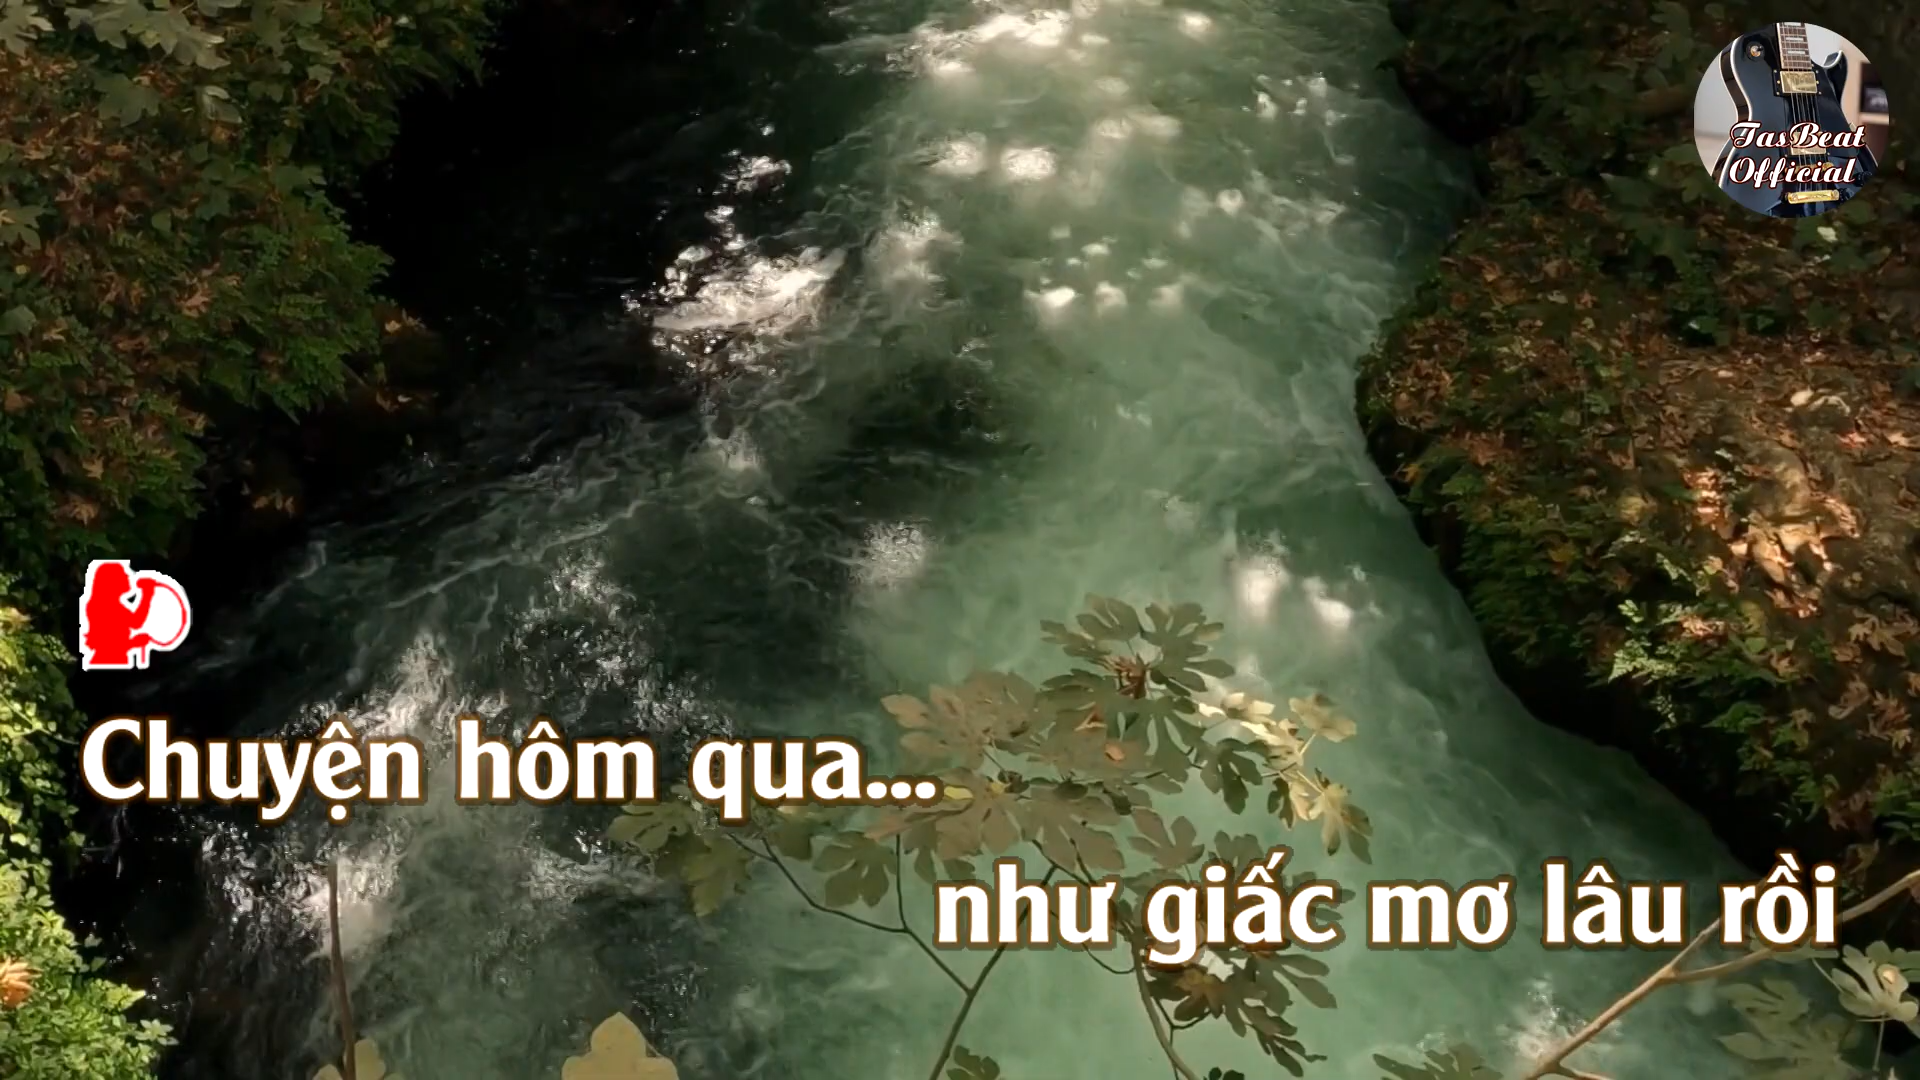 TasBeat
Official
Chuyện hôm qua...
như giấc mơ lâu rồi